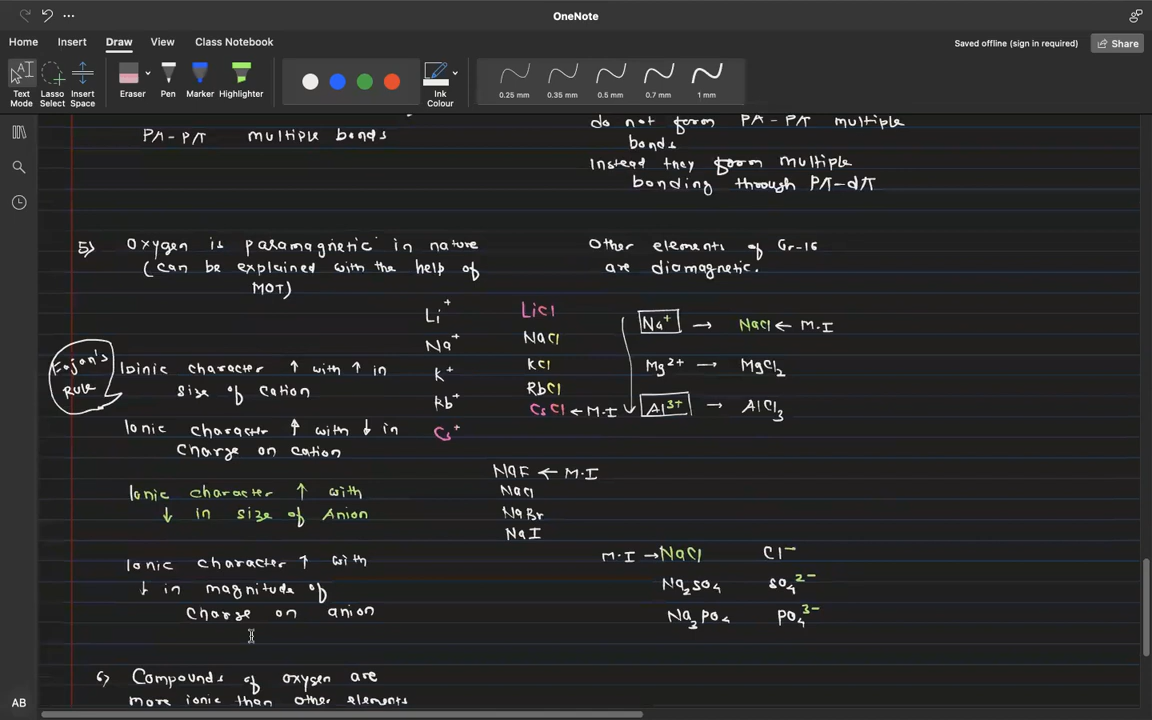 OneNote
Home Insert Draw View Class Notebook
Saved offline (sign in required) Share
Text Mode
Lasso Select
Insert Space
Eraser
Pen
Marker
Highlighter
Ink Colour
0.25 mm 0.35 mm 0.5 mm 0.7 mm 1 mm
Pπ-Pπ multiple bonds
do not form Pπ-Pπ multiple
bonds
Instead they form multiple
bonding through Pπ-dπ
5) Oxygen is paramagnetic in nature
(can be explained with the help of
MOT)
Other elements of Gr-16
are diamagnetic.
Fajan's
Rule
Ioinic character ↑ with ↑ in
size of cation
Ionic character ↑ with ↓ in
Charge on cation
Ionic character ↑ with
↓ in size of Anion
Ionic character ↑ with
↓ in magnitude of
Charge on anion
Li⁺
Na⁺
K⁺
Rb⁺
Cs⁺
LiCl
NaCl
KCl
RbCl
CsCl ← M.I
Na⁺ → NaCl ← M.I
Mg²⁺ → MgCl₂
Al³⁺ → AlCl₃
NaF ← M.I
NaCl
NaBr
NaI
M.I → NaCl Cl⁻
Na₂SO₄ SO₄²⁻
Na₃PO₄ PO₄³⁻
6) Compounds of oxygen are
more ionic than other elements
AB